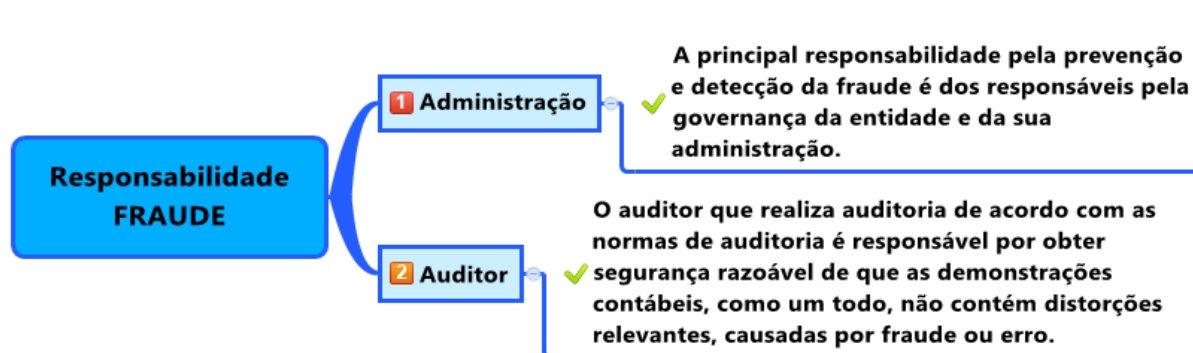 Responsabilidade
FRAUDE
1 Administração
A principal responsabilidade pela prevenção
e detecção da fraude é dos responsáveis pela
governança da entidade e da sua
administração.
2 Auditor
O auditor que realiza auditoria de acordo com as
normas de auditoria é responsável por obter
segurança razoável de que as demonstrações
contábeis, como um todo, não contém distorções
relevantes, causadas por fraude ou erro.